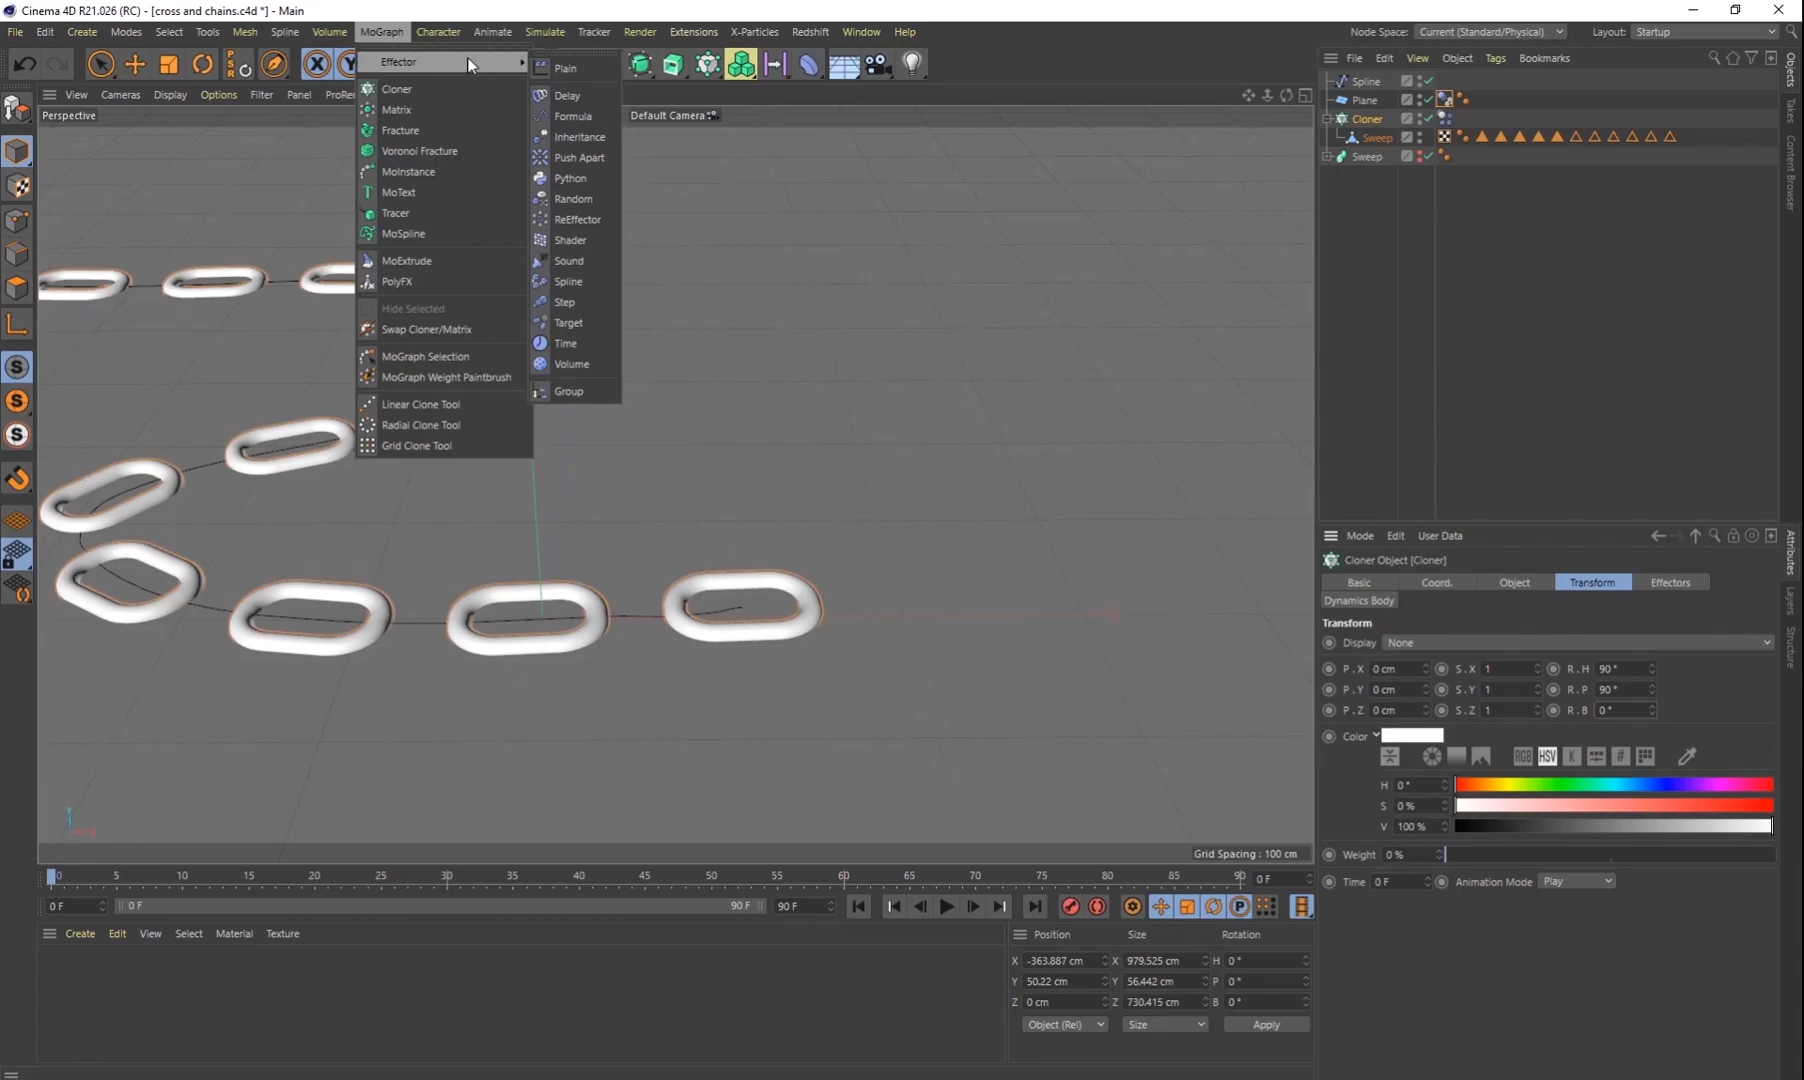 Cinema 4D R21.026 (RC) - [cross and chains.c4d *] - Main
File Edit Create Modes Select Tools Mesh Spline Volume MoGraph Character Animate Simulate Tracker Render Extensions X-Particles Redshift Window Help
Node Space: Current (Standard/Physical) Layout: Startup
View Cameras Display Options Filter Panel ProRen
Perspective
Default Camera
Effector
Cloner
Matrix
Fracture
Voronoi Fracture
MoInstance
MoText
Tracer
MoSpline
MoExtrude
PolyFX
Hide Selected
Swap Cloner/Matrix
MoGraph Selection
MoGraph Weight Paintbrush
Linear Clone Tool
Radial Clone Tool
Grid Clone Tool
Plain
Delay
Formula
Inheritance
Push Apart
Python
Random
ReEffector
Shader
Sound
Spline
Step
Target
Time
Volume
Group
File Edit View Object Tags Bookmarks
Spline
Plane
Cloner
Sweep
Sweep
Objects
Takes
Content Browser
Mode Edit User Data
Cloner Object [Cloner]
Basic Coord. Object Transform Effectors
Dynamics Body
Transform
Display None
P . X 0 cm S . X 1 R . H 90 °
P . Y 0 cm S . Y 1 R . P 90 °
P . Z 0 cm S . Z 1 R . B 0 °
Color
RGB HSV K #
H 0 °
S 0 %
V 100 %
Weight 0 %
Time 0 F Animation Mode Play
Attributes
Layers
Structure
Y
Grid Spacing : 100 cm
0 5 10 15 20 25 30 35 40 45 50 55 60 65 70 75 80 85 90 0 F
0 F 0 F 90 F 90 F
Create Edit View Select Material Texture
Position Size Rotation
X -363.887 cm X 979.525 cm H 0 °
Y 50.22 cm Y 56.442 cm P 0 °
Z 0 cm Z 730.415 cm B 0 °
Object (Rel) Size Apply